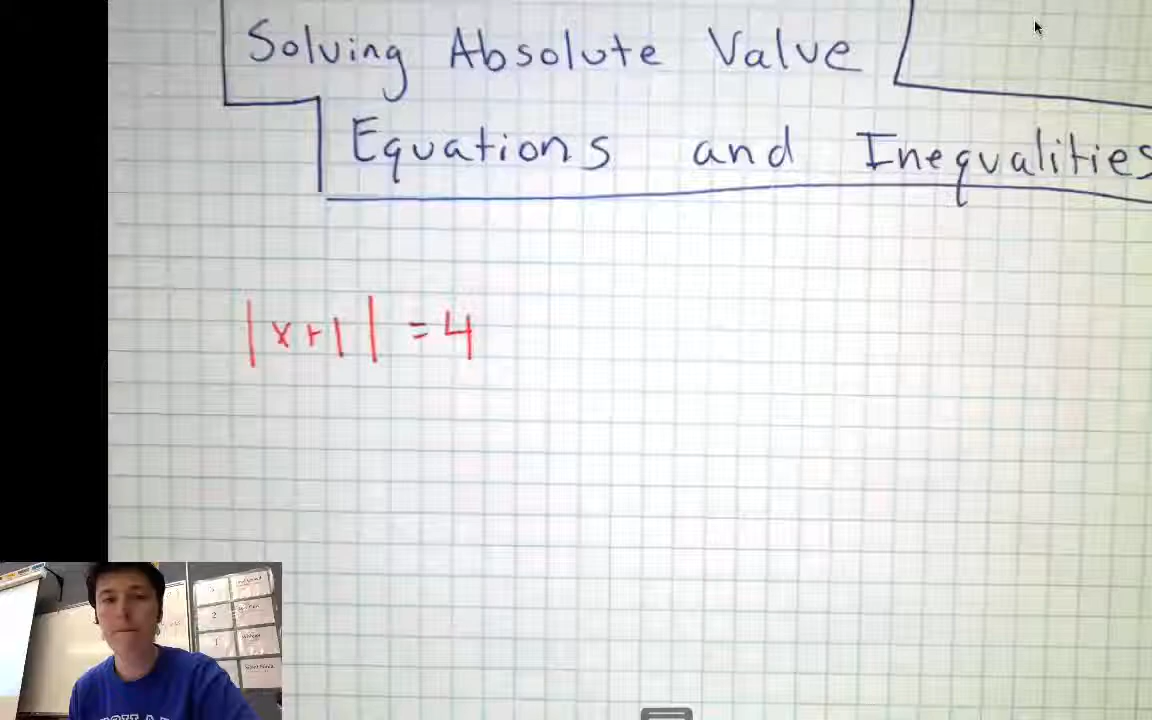 Solving Absolute Value
Equations and Inequalities
|x+1| = 4